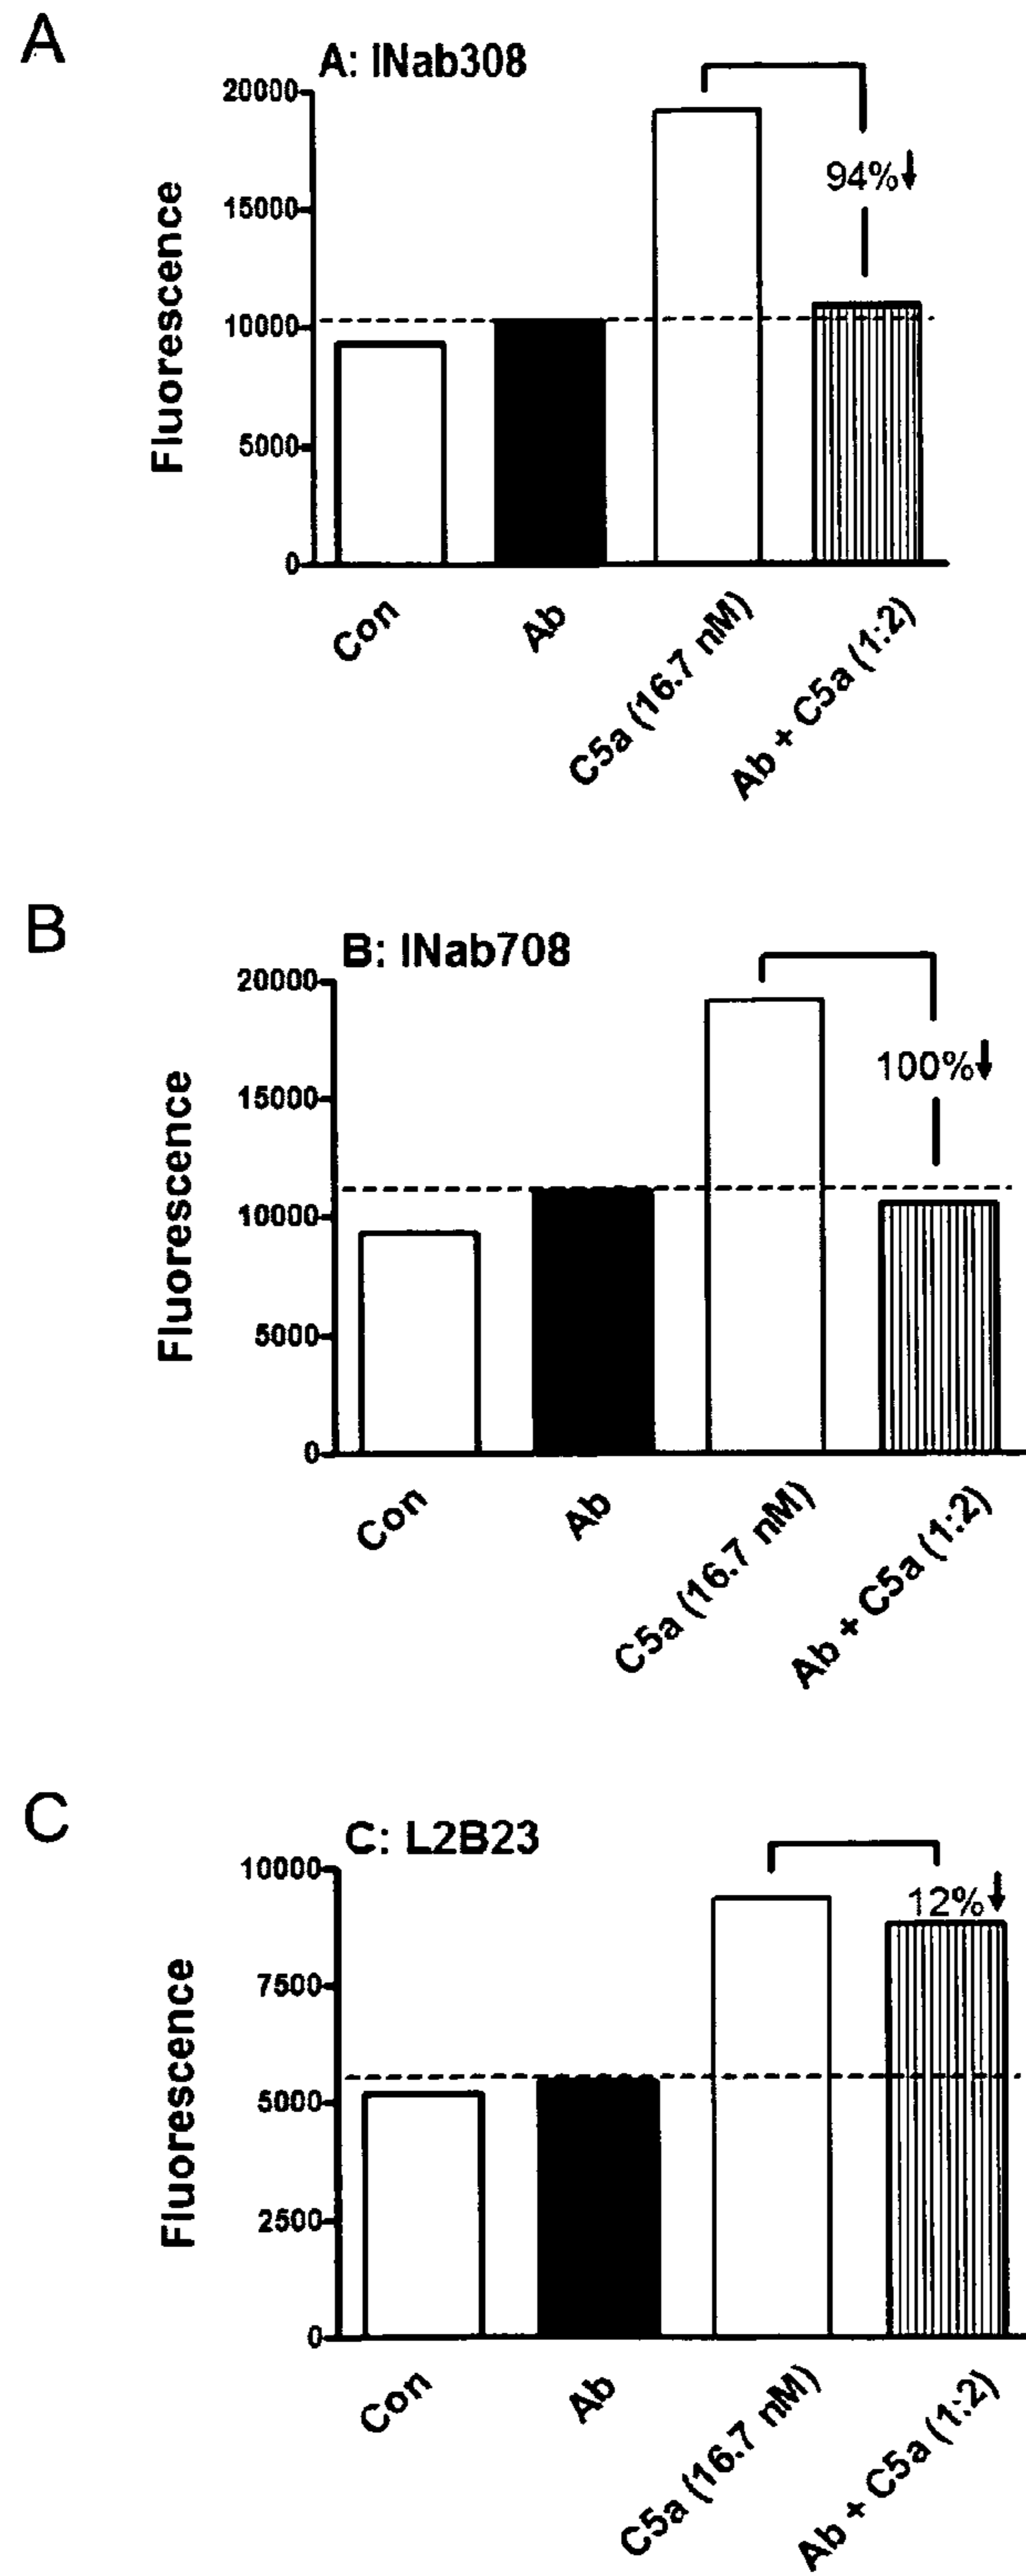 A
A: INab308
20000
15000
10000
5000
0
Fluorescence
94%↓
Con
Ab
C5a (16.7 nM)
Ab + C5a (1:2)
B
B: INab708
20000
15000
10000
5000
0
Fluorescence
100%↓
Con
Ab
C5a (16.7 nM)
Ab + C5a (1:2)
C
C: L2B23
10000
7500
5000
2500
0
Fluorescence
12%↓
Con
Ab
C5a (16.7 nM)
Ab + C5a (1:2)